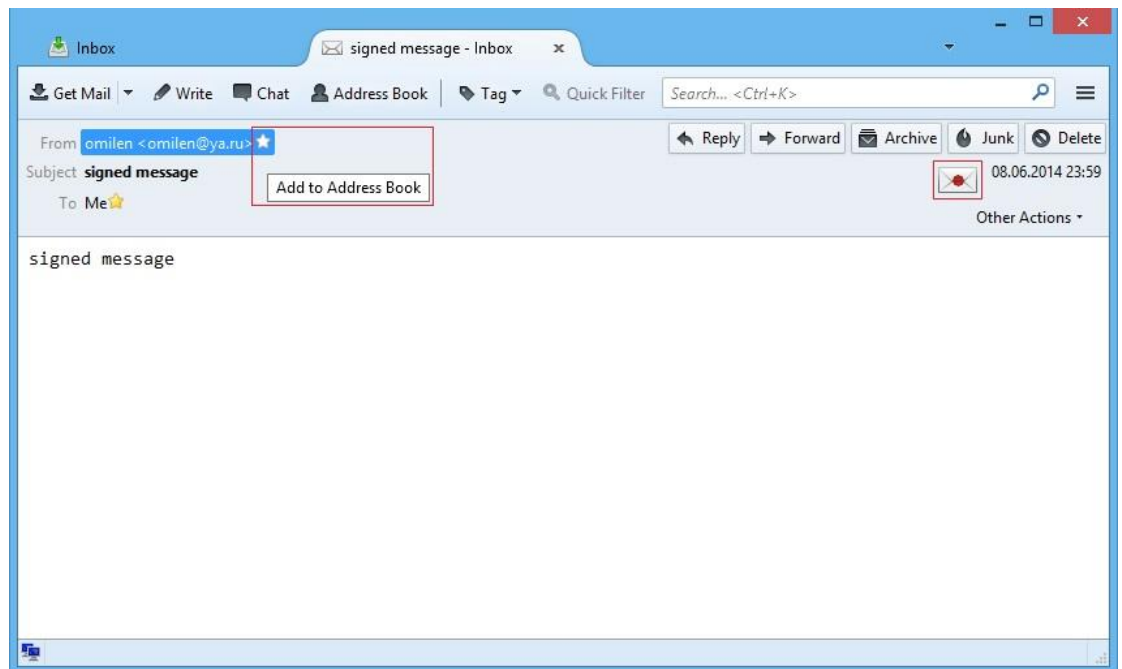 Inbox
signed message - Inbox
Get Mail Write Chat Address Book Tag Quick Filter Search... <Ctrl+K>
From omilen <omilen@ya.ru>
Reply Forward Archive Junk Delete
Subject signed message
08.06.2014 23:59
Add to Address Book
To Me
Other Actions
signed message